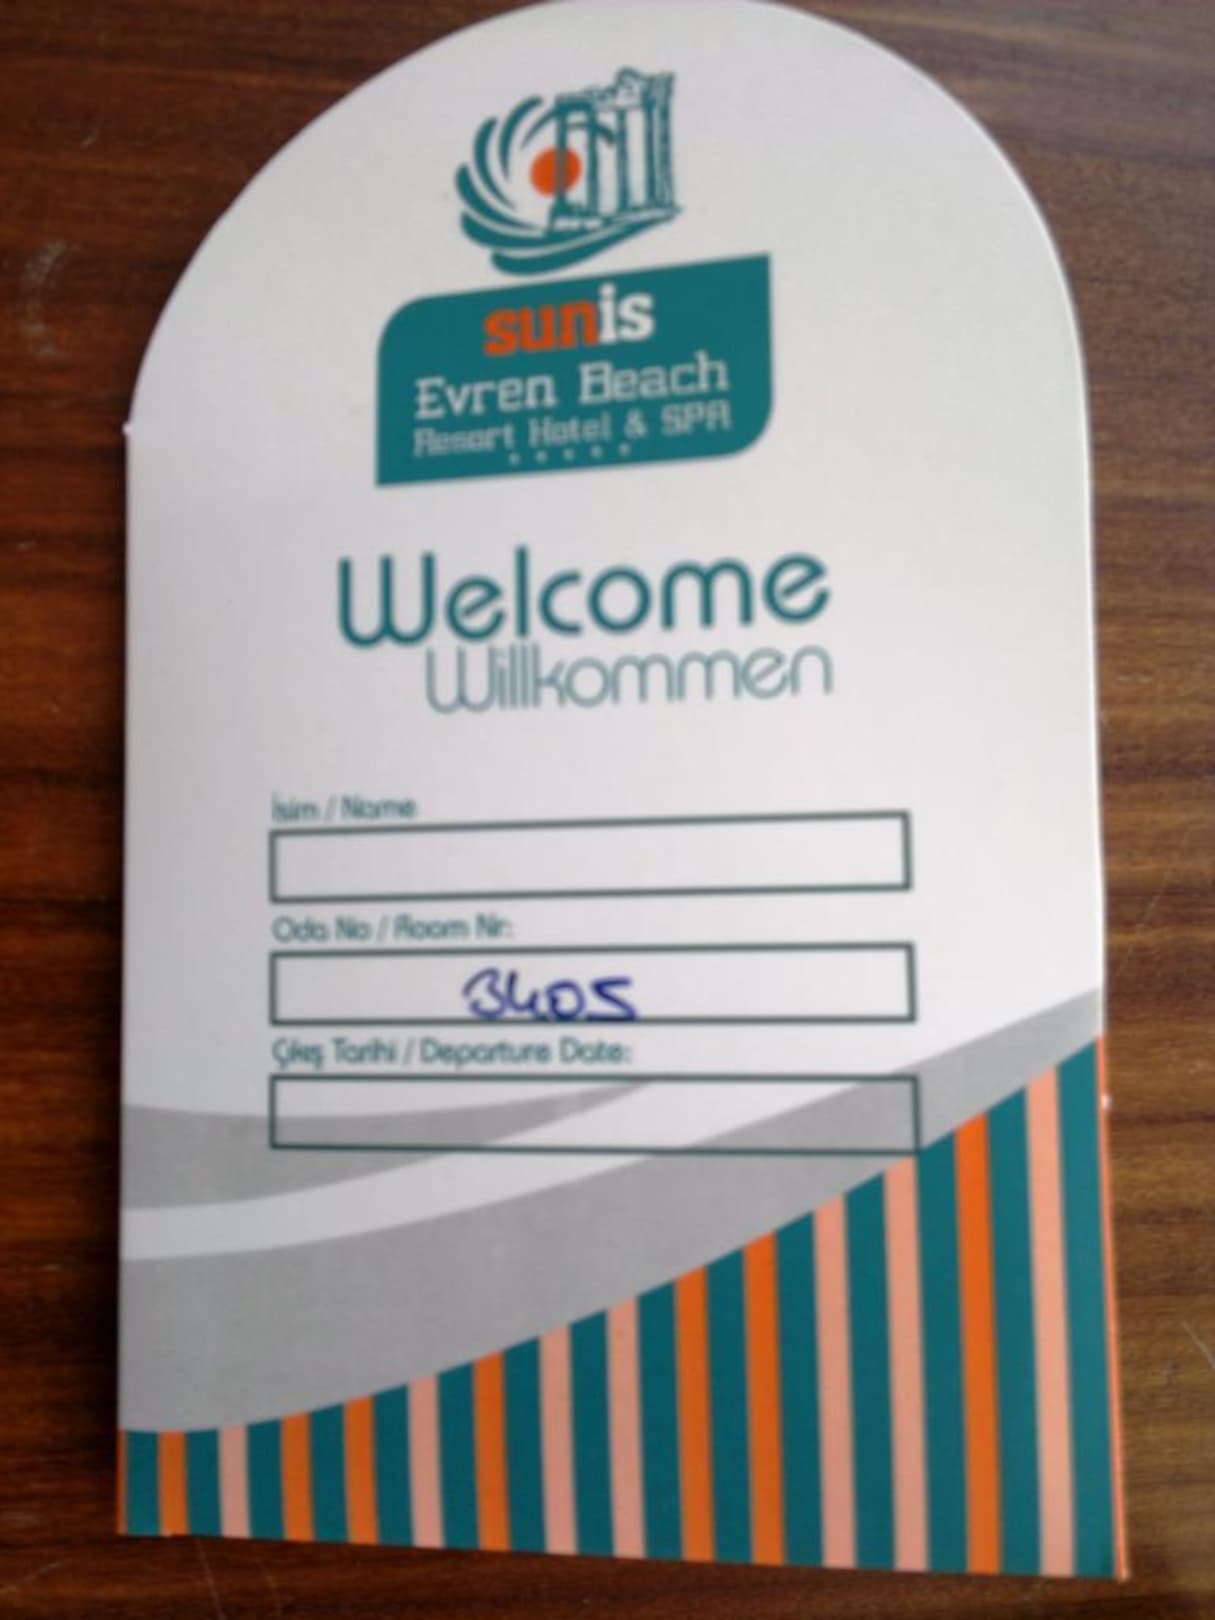 sunis
Evren Beach
Resort Hotel & SPA
Welcome
Willkommen
İsim / Name
Oda No / Room Nr:
3405
Çıkış Tarihi / Departure Date: